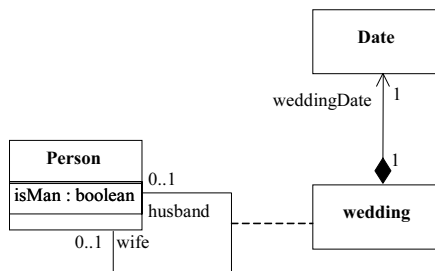 Date
weddingDate 1
1
Person
isMan : boolean
0..1
husband
wedding
0..1 wife